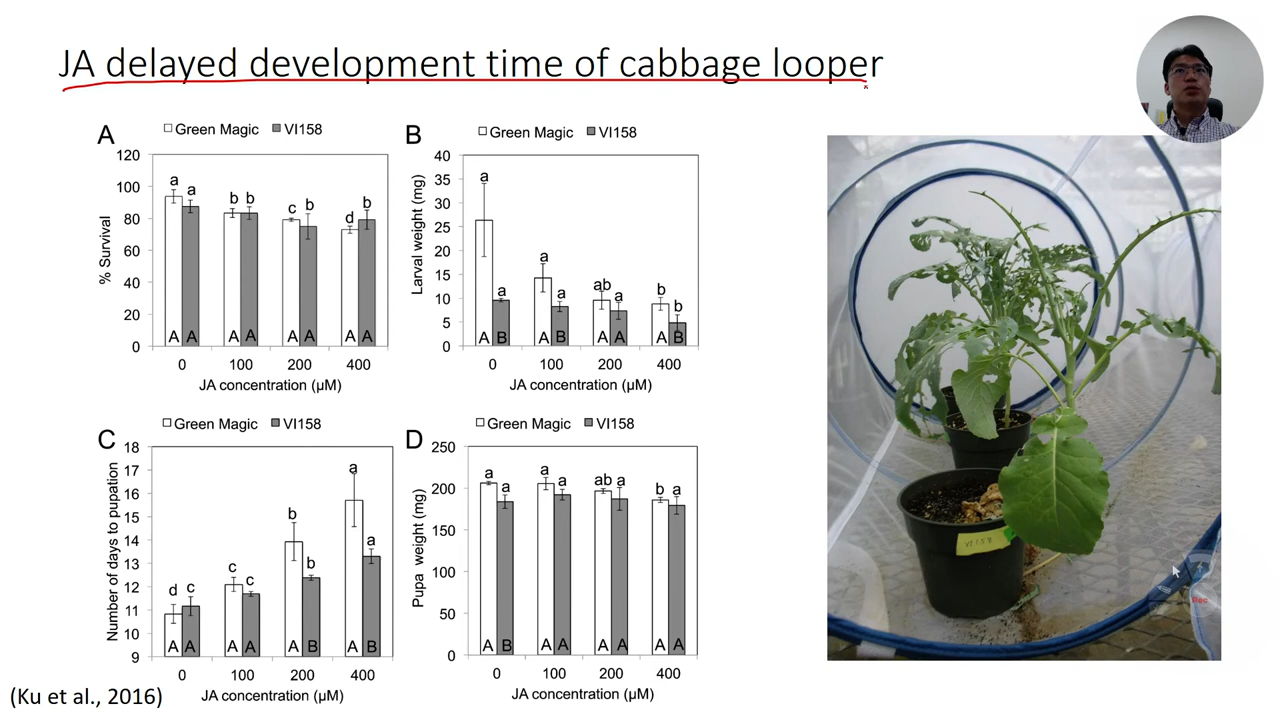 JA delayed development time of cabbage looper
A
Green Magic VI158
120
100
80
60
40
20
0
% Survival
a a b b c b d b
A A A A A A A A
0 100 200 400
JA concentration (µM)
B
Green Magic VI158
40
35
30
25
20
15
10
5
0
Larval weight (mg)
a a a a ab a b b
A B A B A A A B
0 100 200 400
JA concentration (µM)
C
Green Magic VI158
18
17
16
15
14
13
12
11
10
9
Number of days to pupation
d c c c b b a a
A A A A A B A B
0 100 200 400
JA concentration (µM)
D
Green Magic VI158
250
200
150
100
50
0
Pupa weight (mg)
a a a a ab a b a
A B A A A A A A
0 100 200 400
JA concentration (µM)
(Ku et al., 2016)
VI158
Rec